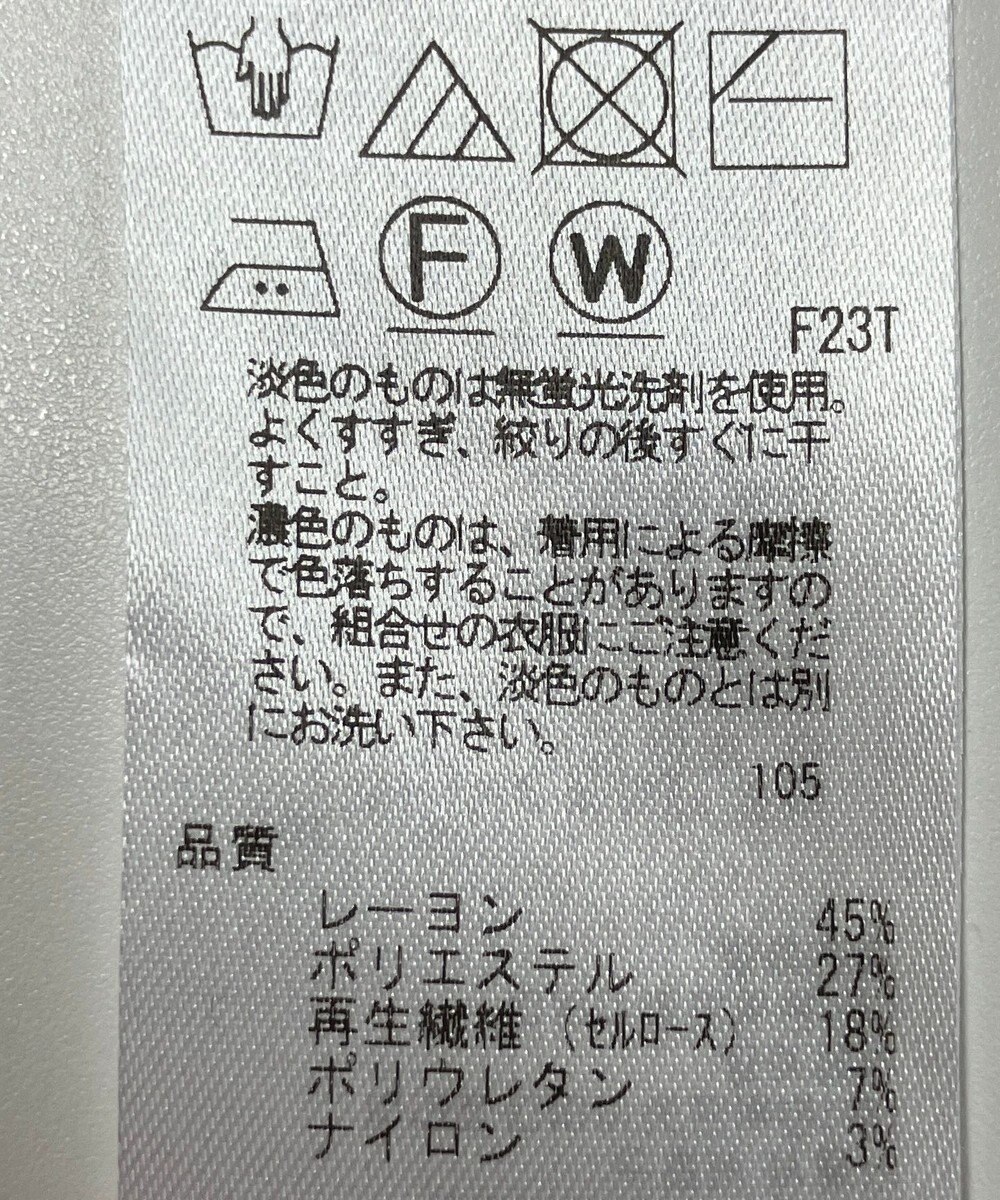 F W
F23T
淡色のものは無蛍光洗剤を使用。
よくすすぎ、絞りの後すぐに干
すこと。
濃色のものは、着用による摩擦
で色落ちすることがありますの
で、組合せの衣服にご注意くだ
さい。また、淡色のものとは別
にお洗い下さい。
105
品質
レーヨン 45%
ポリエステル 27%
再生繊維（セルロース） 18%
ポリウレタン 7%
ナイロン 3%